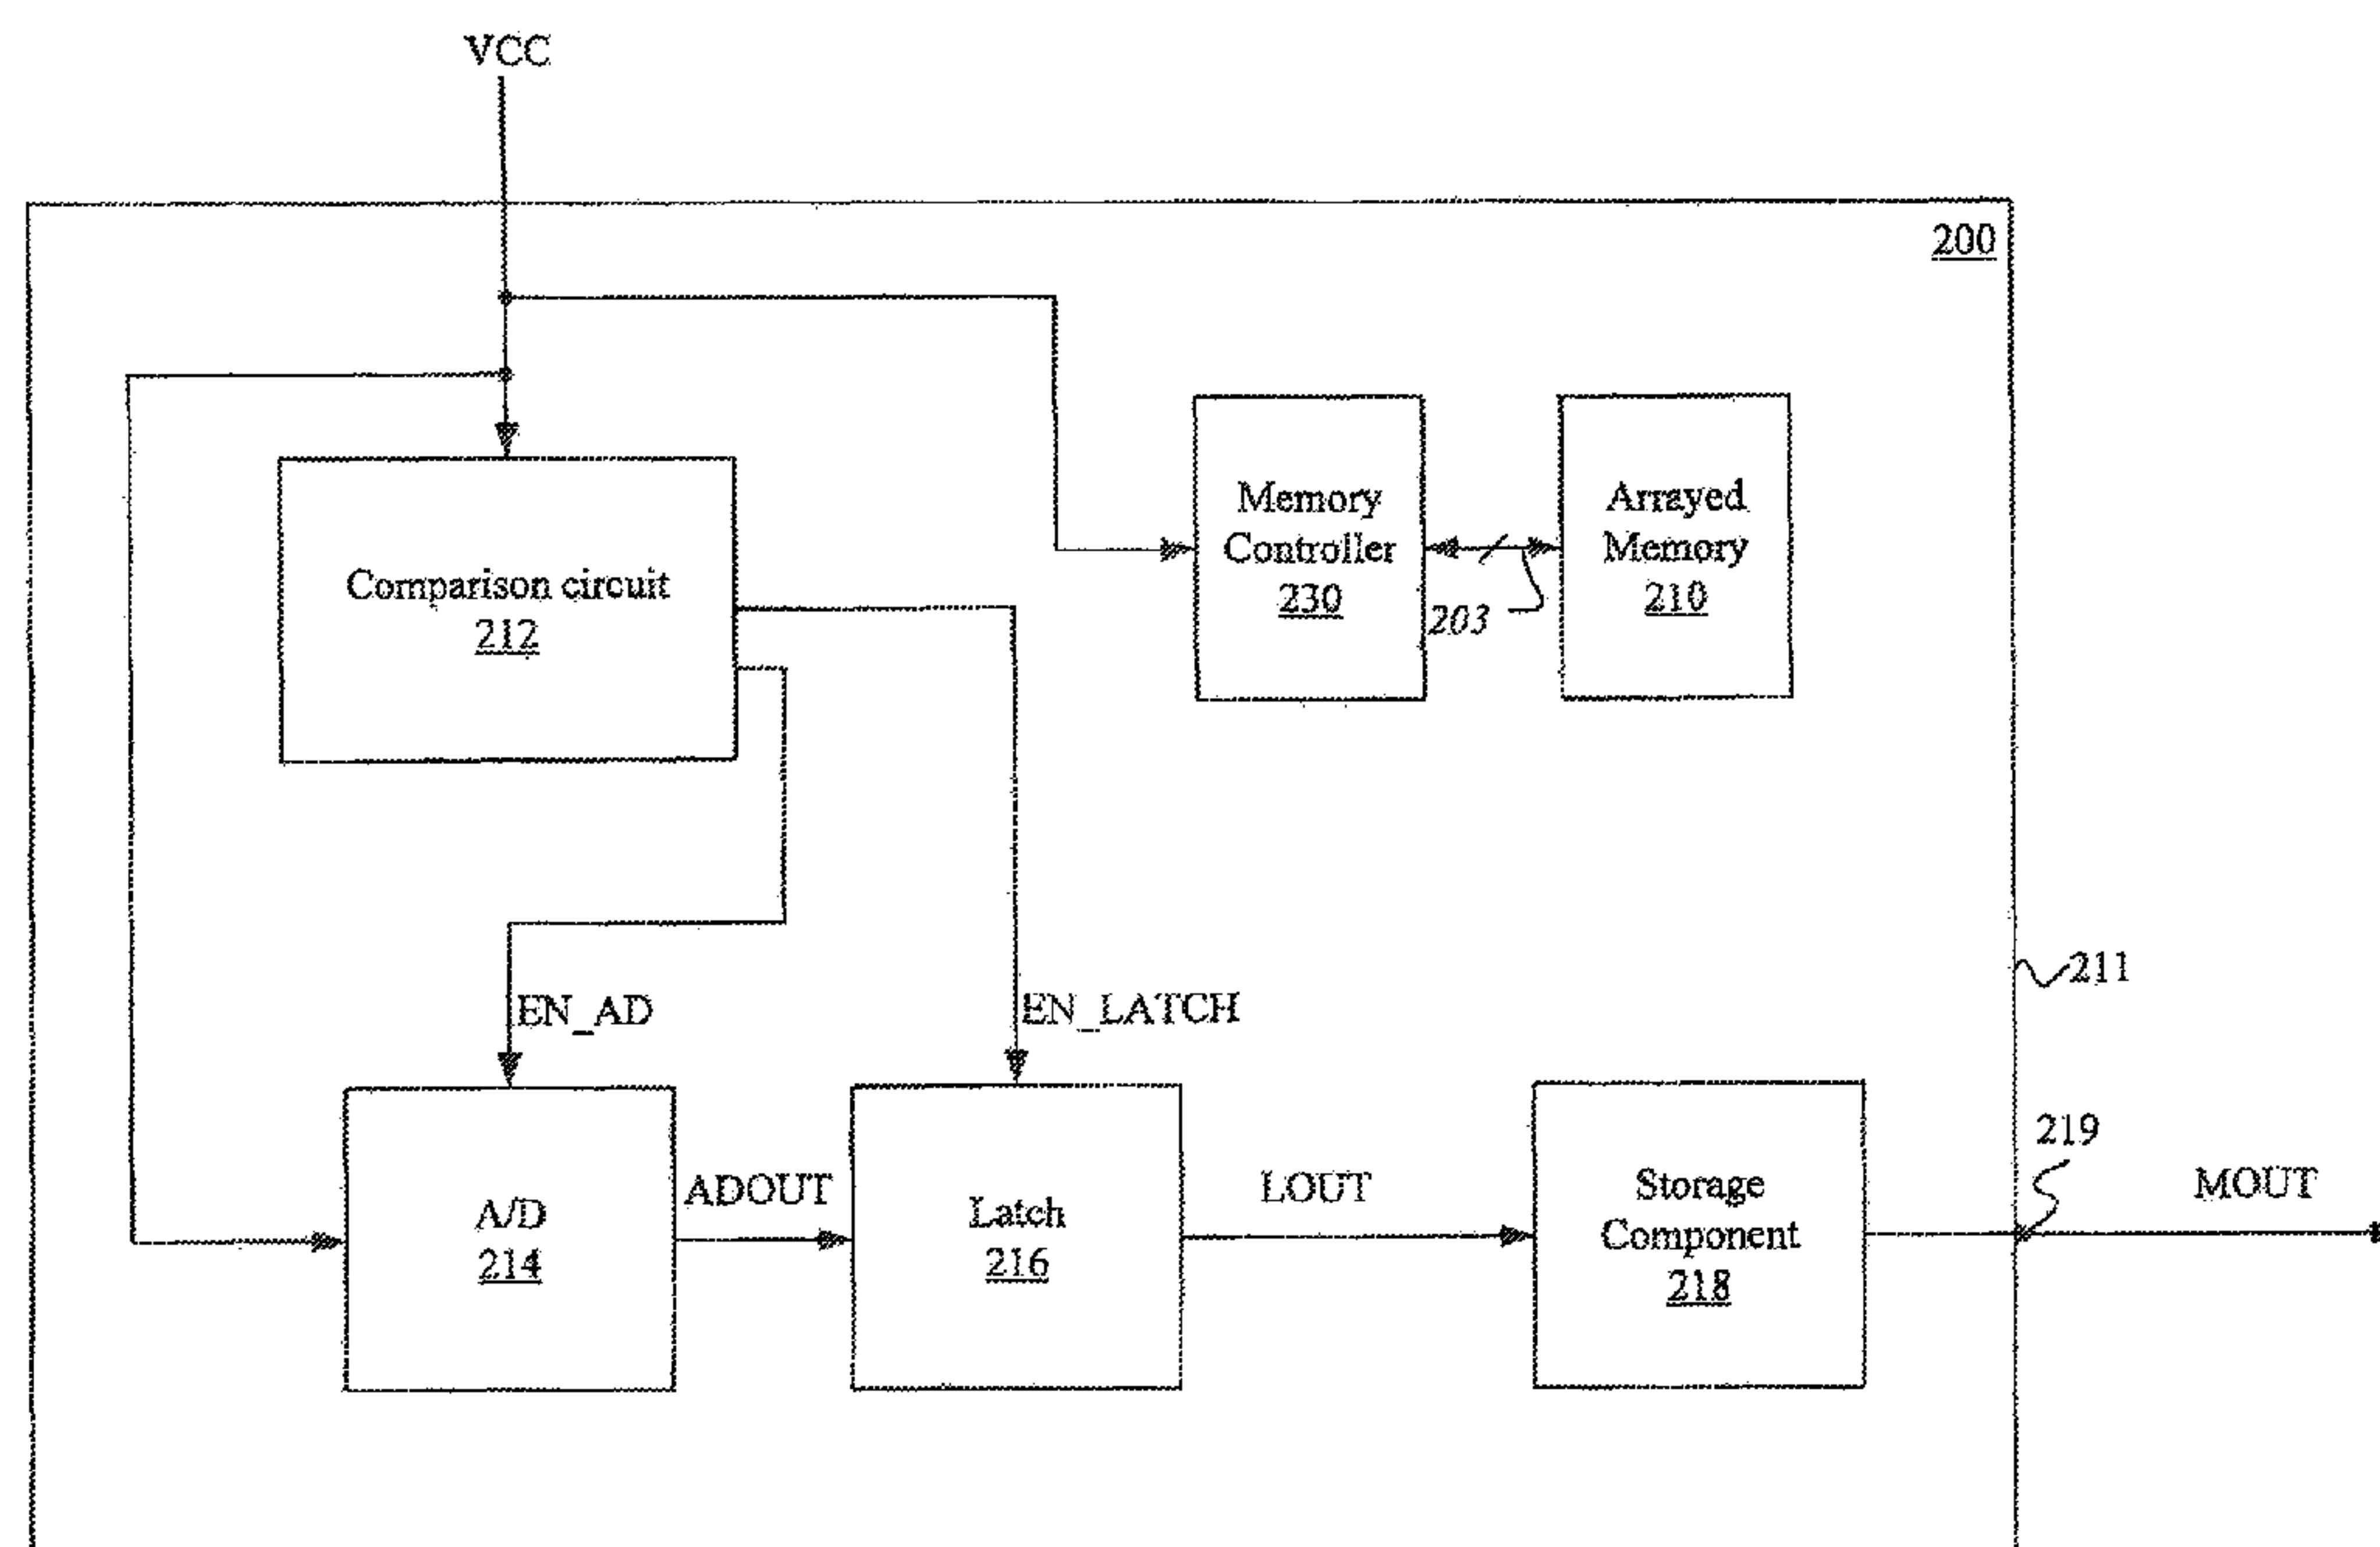 VCC
200
Memory
Controller
230
Arrayed
Memory
210
203
Comparison circuit
212
211
EN_AD
EN_LATCH
219
A/D
214
ADOUT
Latch
216
LOUT
Storage
Component
218
MOUT